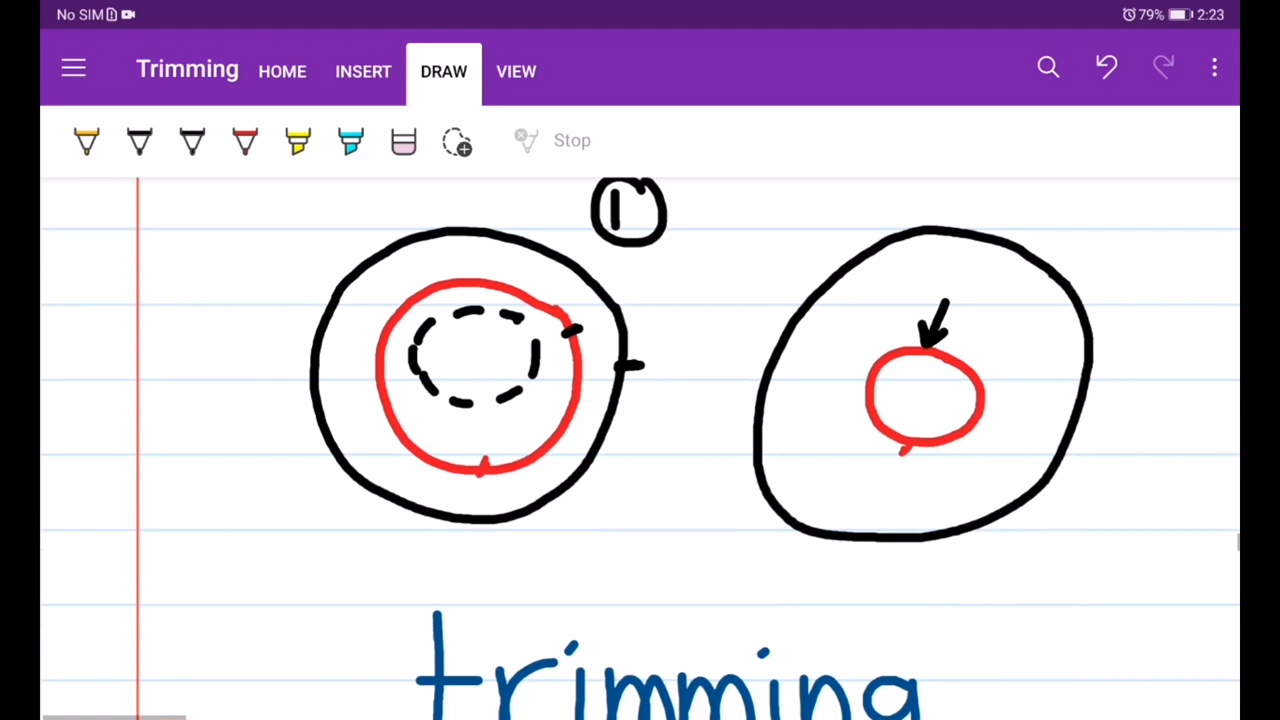 No SIM 79% 2:23
Trimming HOME INSERT DRAW VIEW
Stop
1
trimming